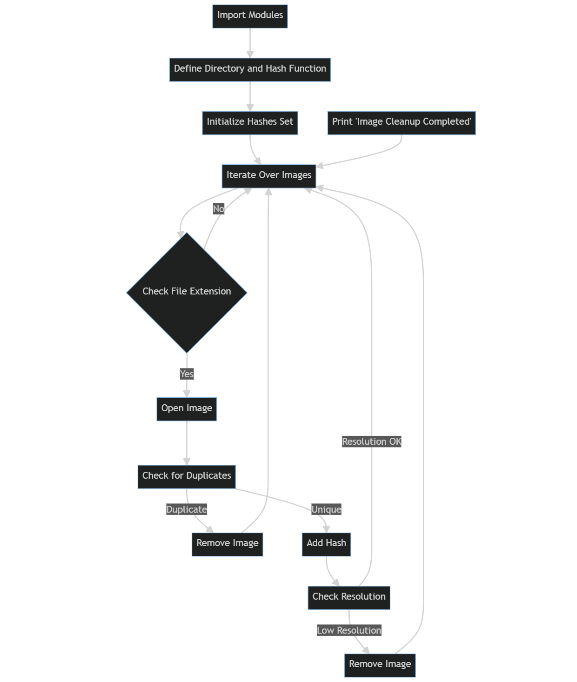 Import Modules
Define Directory and Hash Function
Initialize Hashes Set
Print 'Image Cleanup Completed'
Iterate Over Images
No
Check File Extension
Yes
Open Image
Resolution OK
Check for Duplicates
Duplicate
Unique
Remove Image
Add Hash
Check Resolution
Low Resolution
Remove Image